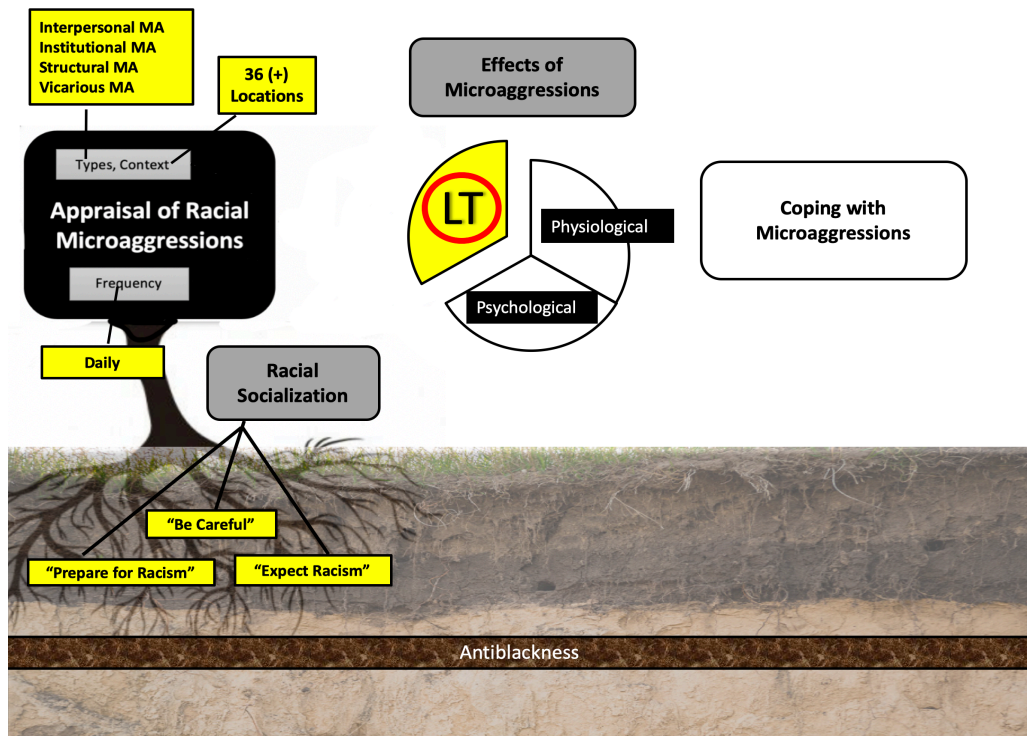 Interpersonal MA
Institutional MA
Structural MA
Vicarious MA
36 (+)
Locations
Types, Context
Appraisal of Racial
Microaggressions
Frequency
Daily
Effects of
Microaggressions
LT
Physiological
Psychological
Coping with
Microaggressions
Racial
Socialization
“Be Careful”
“Prepare for Racism”
“Expect Racism”
Antiblackness